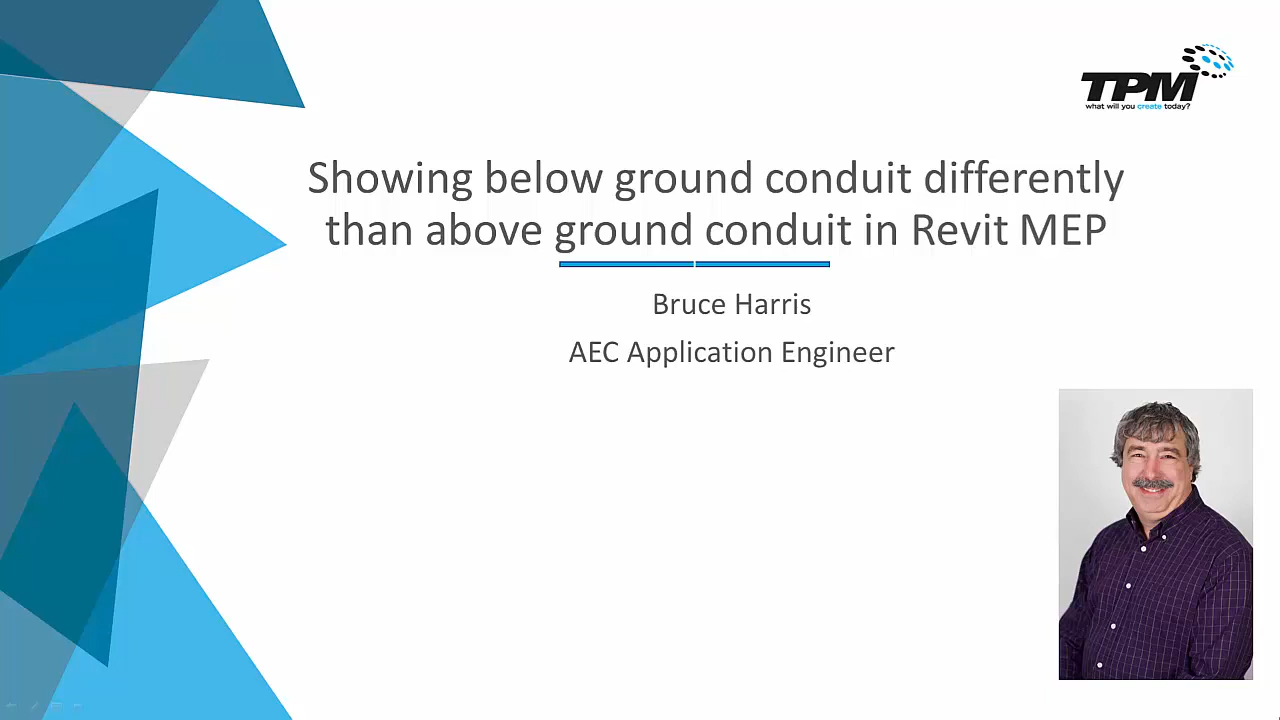 TPM
what will you create today?
Showing below ground conduit differently
than above ground conduit in Revit MEP
Bruce Harris
AEC Application Engineer